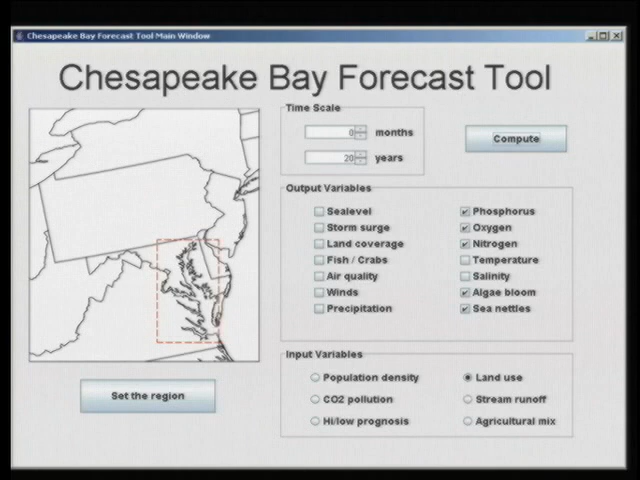 Chesapeake Bay Forecast Tool Main Window
Chesapeake Bay Forecast Tool
Time Scale
0 months
20 years
Compute
Output Variables
Sealevel
Storm surge
Land coverage
Fish / Crabs
Air quality
Winds
Precipitation
Phosphorus
Oxygen
Nitrogen
Temperature
Salinity
Algae bloom
Sea nettles
Set the region
Input Variables
Population density
CO2 pollution
Hi/low prognosis
Land use
Stream runoff
Agricultural mix